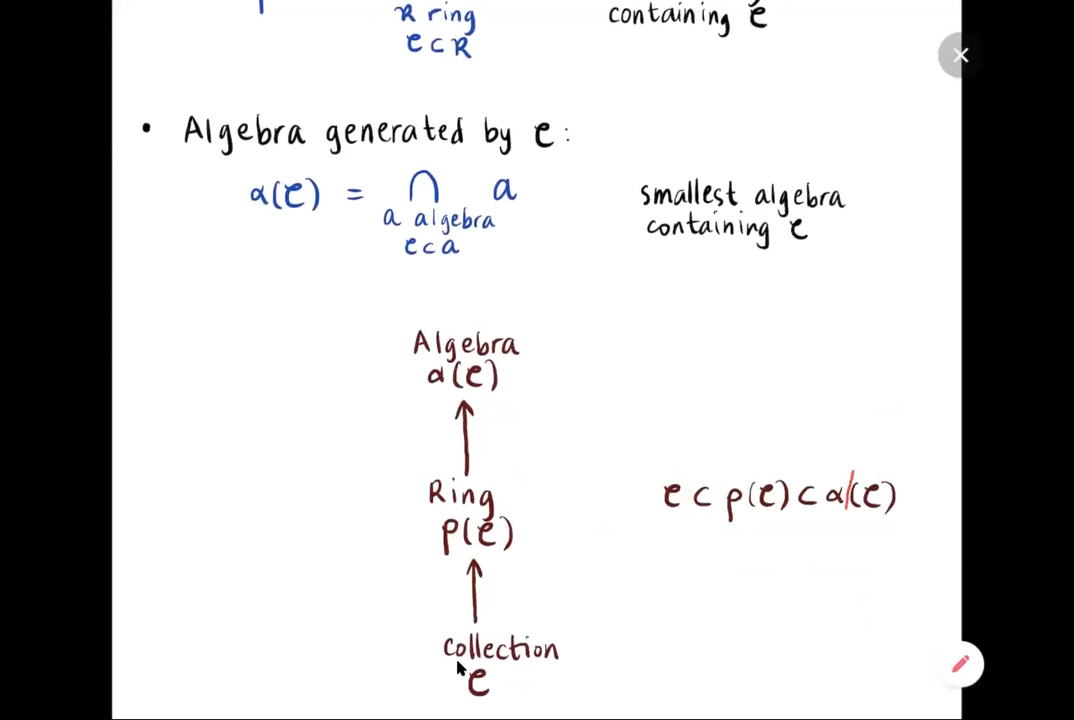 R ring
containing C
C ⊂ R
• Algebra generated by C:
α(C) = ∩ a
a algebra
C ⊂ a
smallest algebra
containing C
Algebra
α(C)
Ring
ρ(C)
C ⊂ ρ(C) ⊂ α(C)
Collection
C